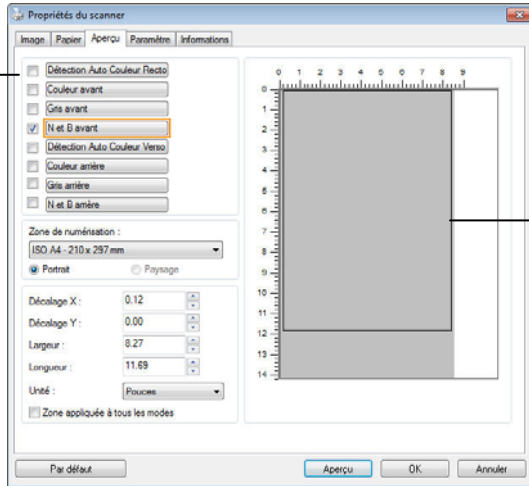 Propriétés du scanner
Image Papier Aperçu Paramètre Informations
Détection Auto Couleur Recto
Couleur avant
Gris avant
N et B avant
Détection Auto Couleur Verso
Couleur arrière
Gris arrière
N et B arrière
Zone de numérisation :
ISO A4 - 210 x 297 mm
Portrait Paysage
Décalage X : 0.12
Décalage Y : 0.00
Largeur : 8.27
Longueur : 11.69
Unité : Pouces
Zone appliquée à tous les modes
0 1 2 3 4 5 6 7 8 9
0
1
2
3
4
5
6
7
8
9
10
11
12
13
14
Par défaut Aperçu OK Annuler